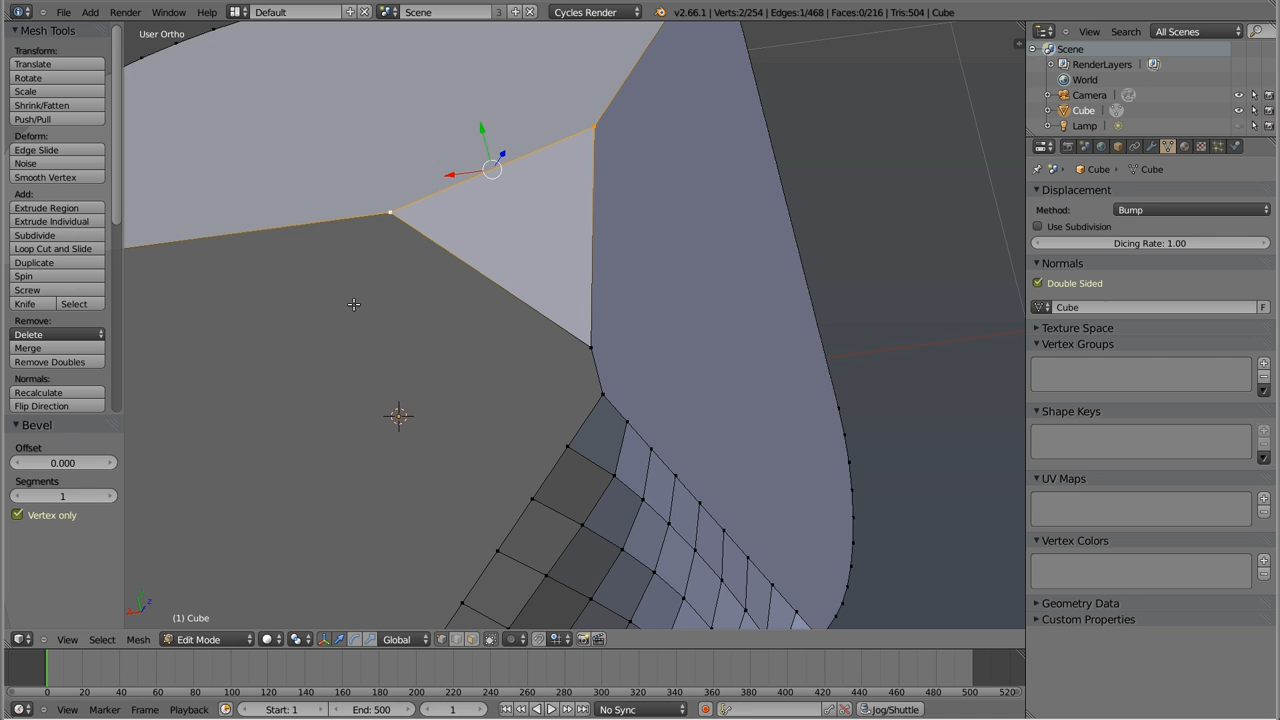 File Add Render Window Help Default Scene 3 Cycles Render v2.66.1 | Verts:2/254 | Edges:1/468 | Faces:0/216 | Tris:504 | Cube
Mesh Tools
User Ortho
View Search All Scenes
Transform:
Translate
Rotate
Scale
Shrink/Fatten
Push/Pull
Deform:
Edge Slide
Noise
Smooth Vertex
Add:
Extrude Region
Extrude Individual
Subdivide
Loop Cut and Slide
Duplicate
Spin
Screw
Knife Select
Remove:
Delete
Merge
Remove Doubles
Normals:
Recalculate
Flip Direction
Bevel
Offset
0.000
Segments
1
Vertex only
Scene
RenderLayers
World
Camera
Cube
Lamp
Cube Cube
Displacement
Method: Bump
Use Subdivision
Dicing Rate: 1.00
Normals
Double Sided
Cube F
Texture Space
Vertex Groups
Shape Keys
UV Maps
Vertex Colors
Geometry Data
Custom Properties
x z
(1) Cube
View Select Mesh Edit Mode Global
0 20 40 60 80 100 120 140 160 180 200 220 240 260 280 300 320 340 360 380 400 420 440 460 480 500 520
View Marker Frame Playback Start: 1 End: 500 1 No Sync Jog/Shuttle